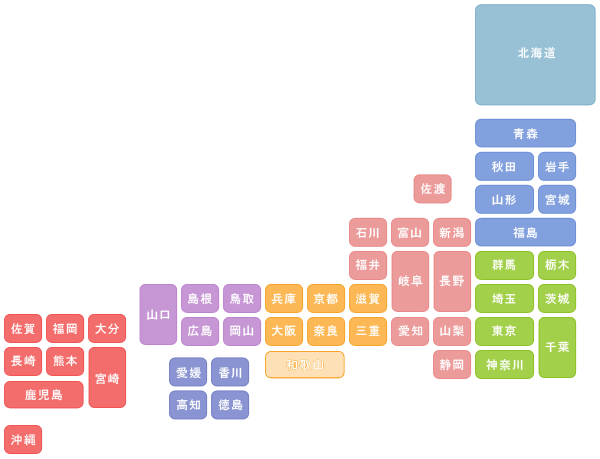 北海道
青森
秋田 岩手
佐渡
山形 宮城
石川 富山 新潟 福島
福井 岐阜 長野 群馬 栃木
山口 島根 鳥取 兵庫 京都 滋賀 埼玉 茨城
佐賀 福岡 大分 広島 岡山 大阪 奈良 三重 愛知 山梨 東京 千葉
長崎 熊本 宮崎 愛媛 香川 和歌山 静岡 神奈川
鹿児島 高知 徳島
沖縄